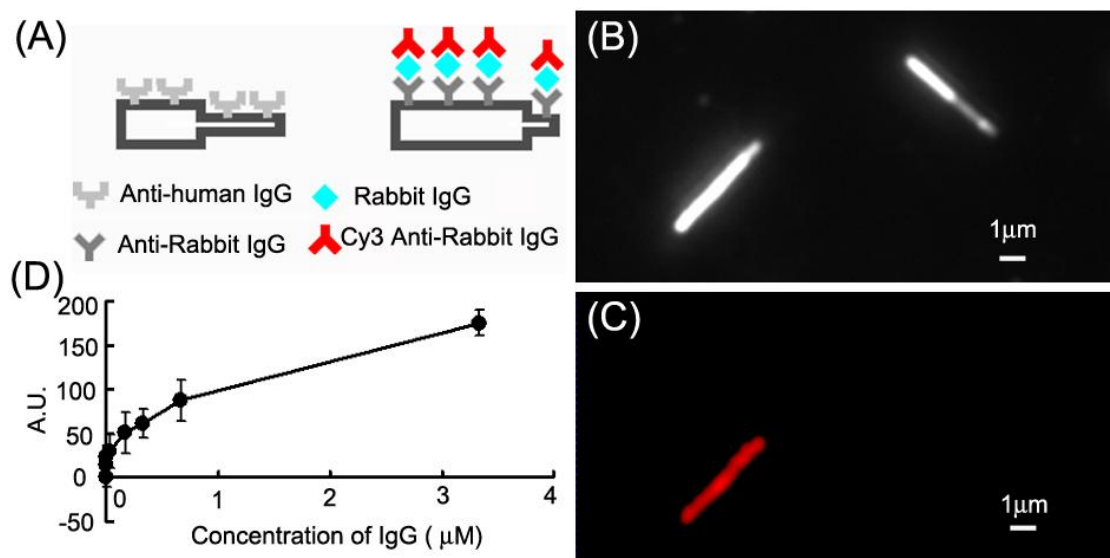 (A)
Anti-human IgG
Rabbit IgG
Anti-Rabbit IgG
Cy3 Anti-Rabbit IgG
(B)
1μm
(C)
1μm
(D)
200
150
100
50
0
-50
A.U.
0 1 2 3 4
Concentration of IgG ( μM)